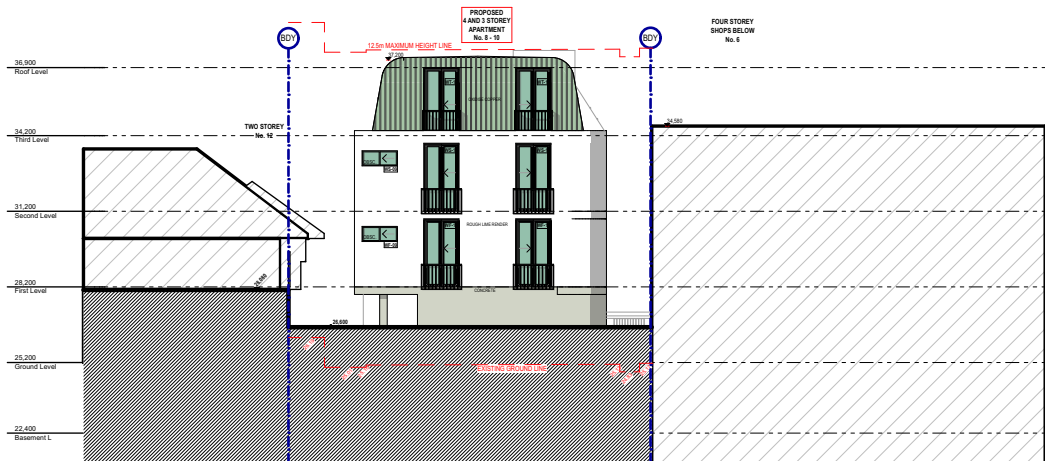 PROPOSED
4 AND 3 STOREY
APARTMENT
No. 8 - 10
FOUR STOREY
SHOPS BELOW
No. 6
BDY
BDY
12.5m MAXIMUM HEIGHT LINE
37,200
36,900
Roof Level
TWO STOREY
No. 12
34,580
34,200
Third Level
OBSC.
31,200
Second Level
ROUGH LIME RENDER
OBSC.
28,200
First Level
CONCRETE
26,600
25,200
Ground Level
EXISTING GROUND LINE
22,400
Basement L